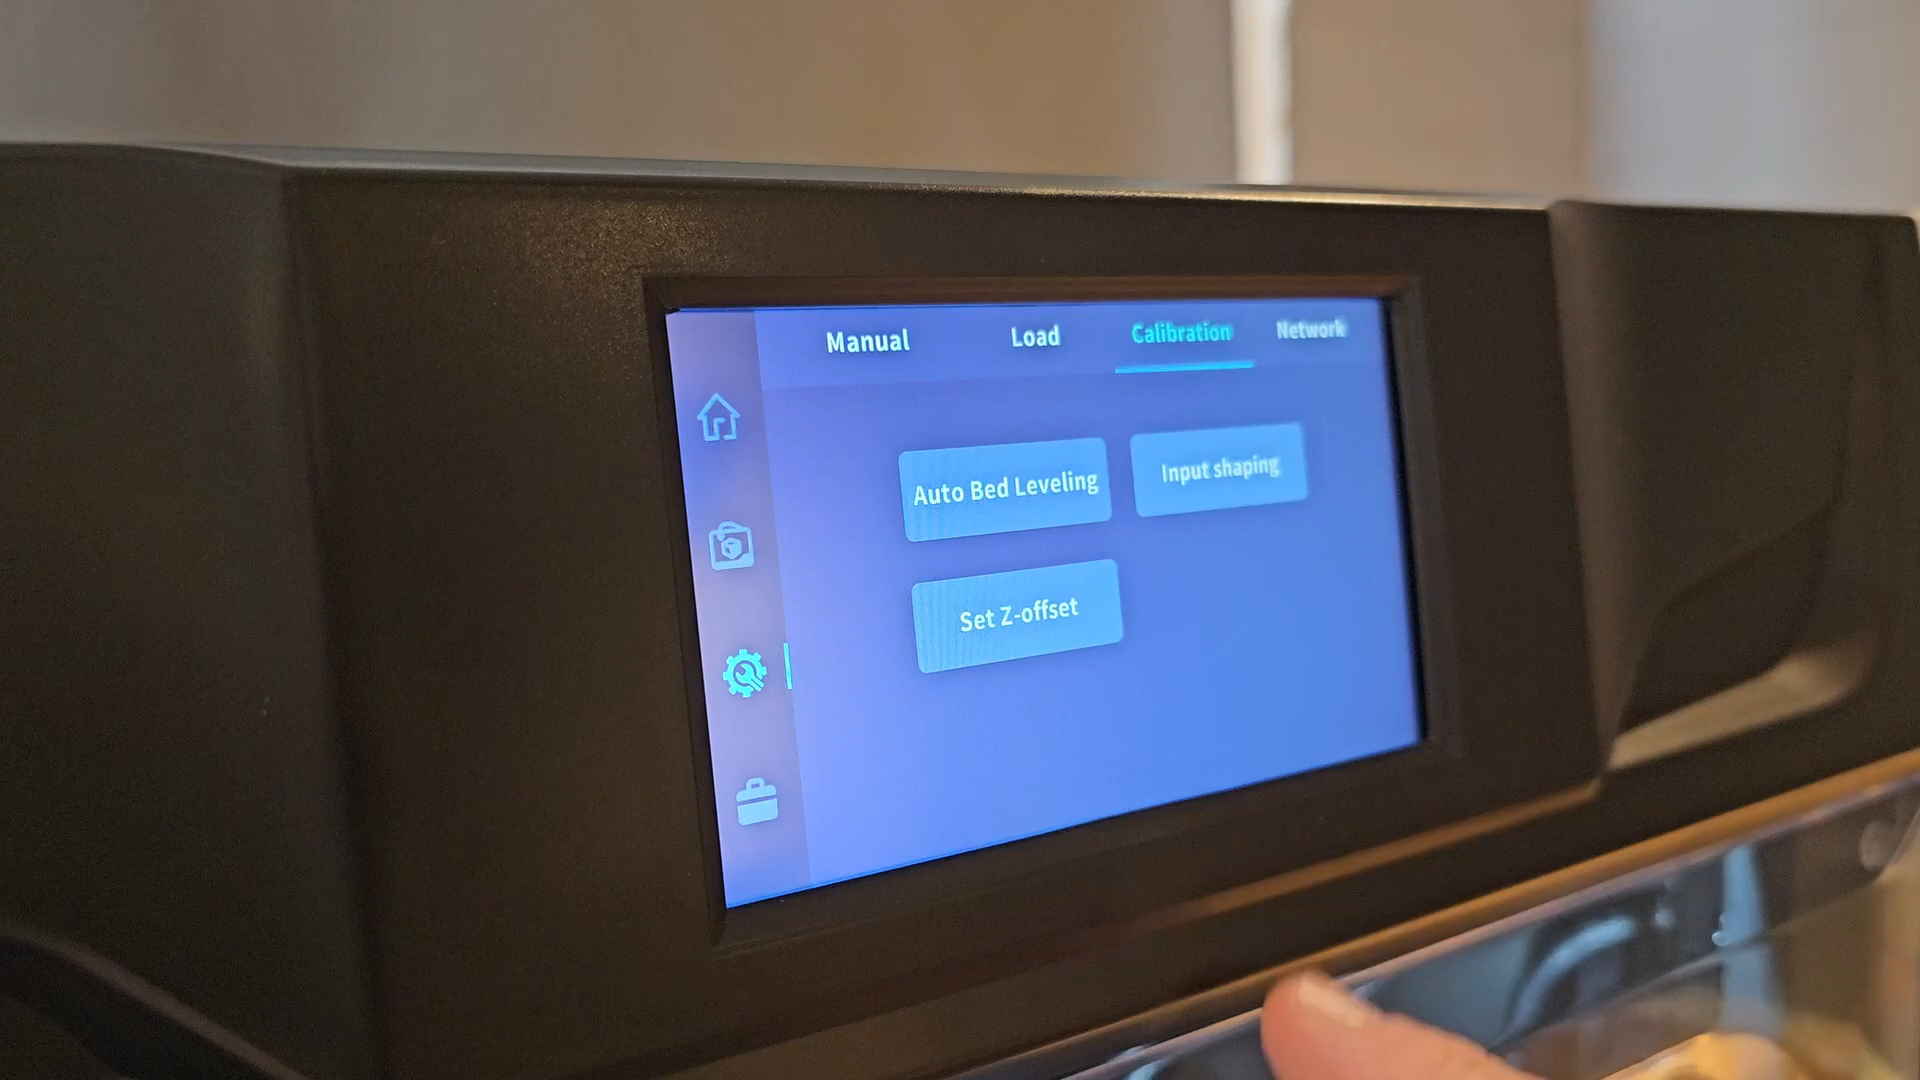 Manual
Load
Calibration
Network
Auto Bed Leveling
Input shaping
Set Z-offset